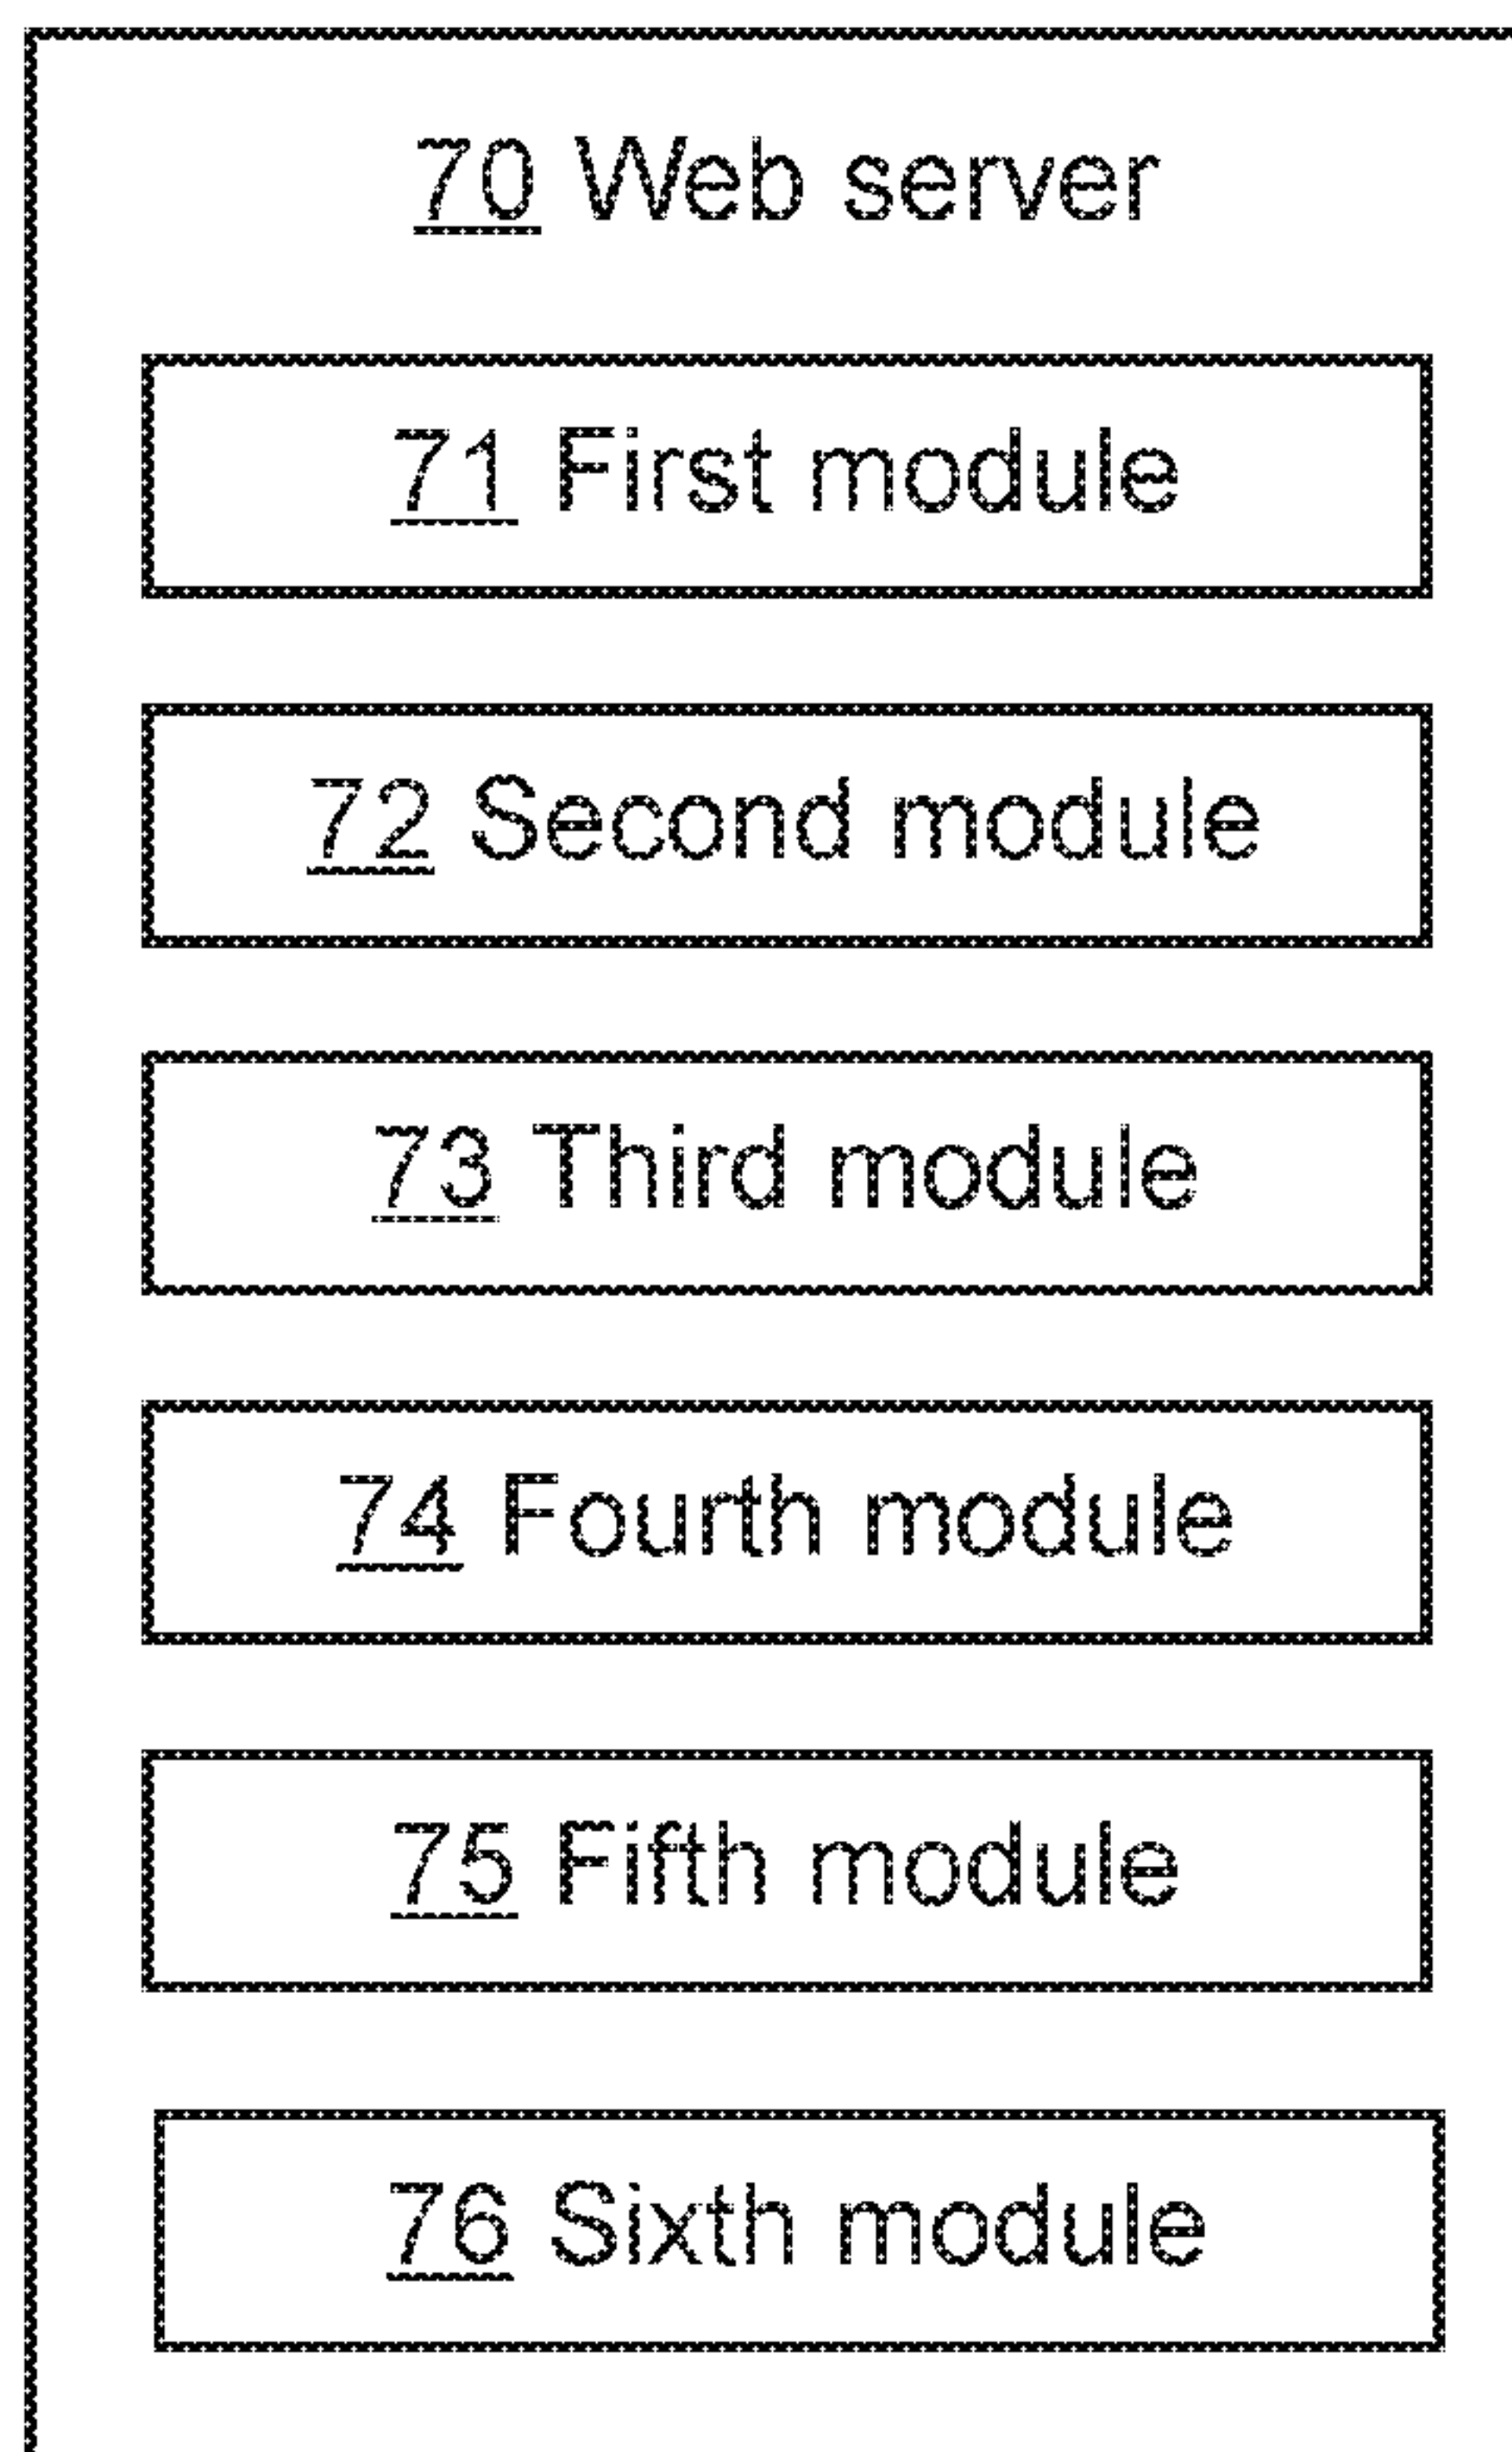 70 Web server
71 First module
72 Second module
73 Third module
74 Fourth module
75 Fifth module
76 Sixth module